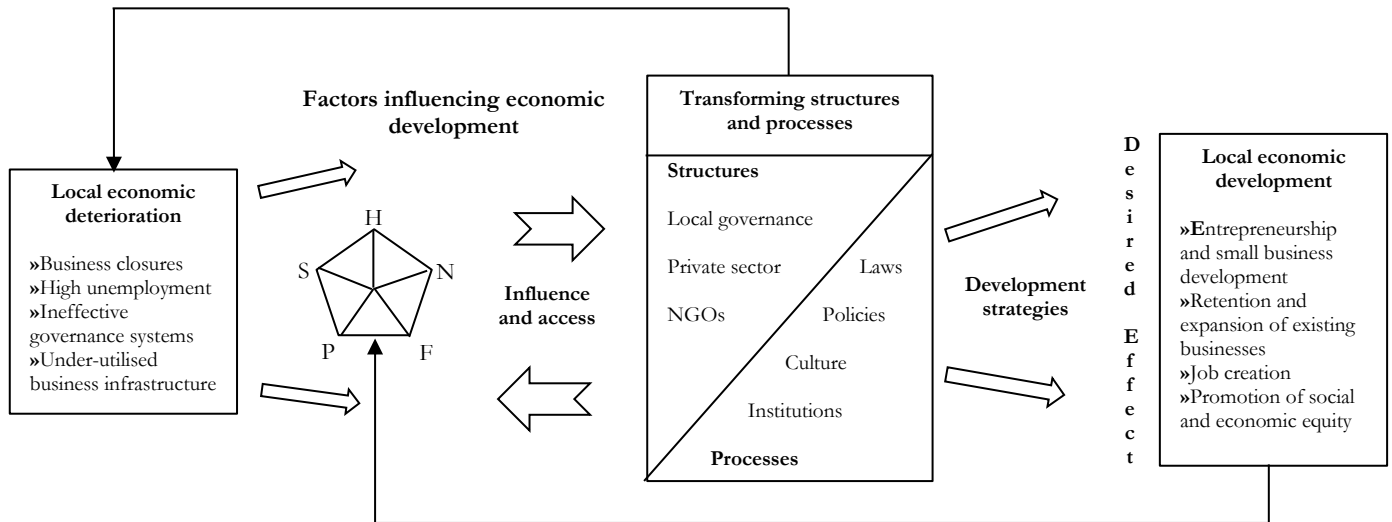 Local economic
deterioration
»Business closures
»High unemployment
»Ineffective
governance systems
»Under-utilised
business infrastructure
Factors influencing economic
development
H
S
N
P
F
Influence
and access
Transforming structures
and processes
Structures
Local governance
Private sector
NGOs
Laws
Policies
Culture
Institutions
Processes
Development
strategies
Desired Effect
Local economic
development
»Entrepreneurship
and small business
development
»Retention and
expansion of existing
businesses
»Job creation
»Promotion of social
and economic equity